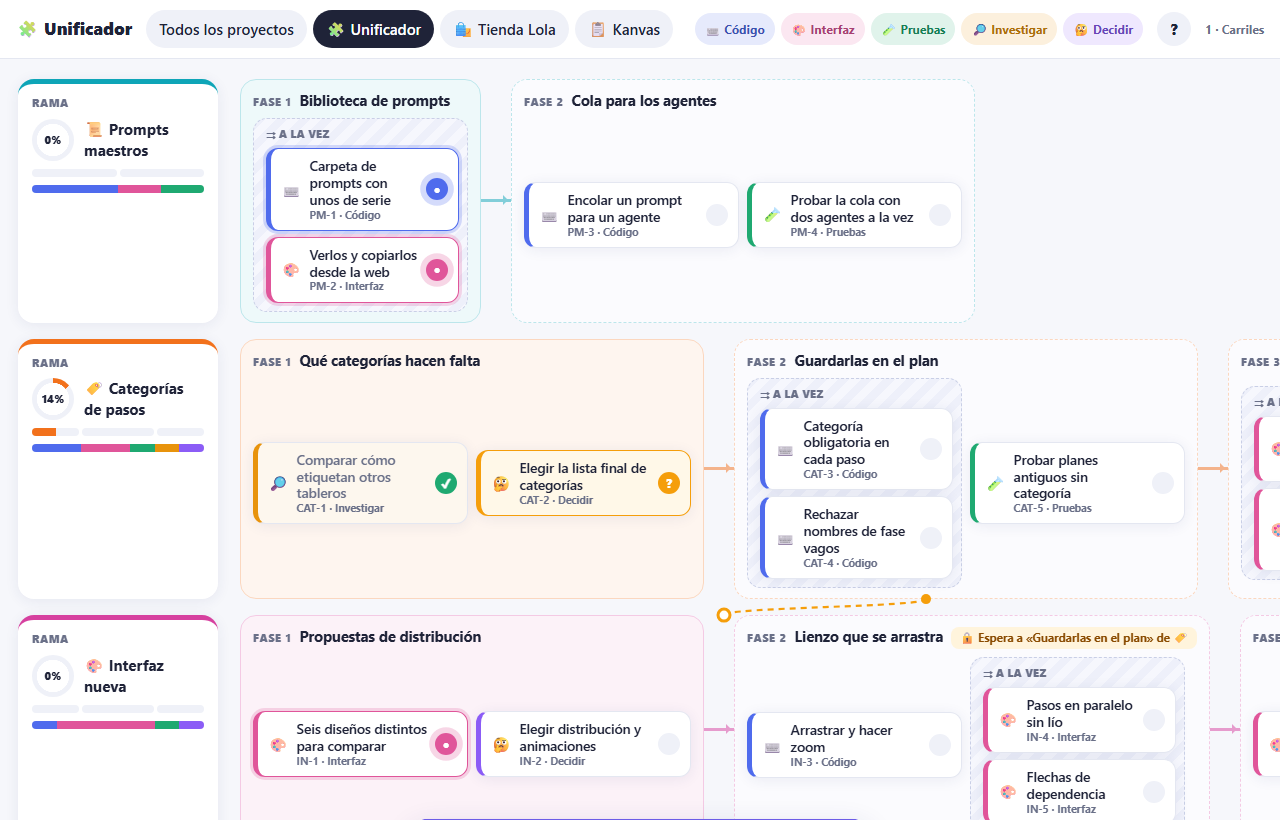 Unificador
Todos los proyectos
Unificador
Tienda Lola
Kanvas
Código
Interfaz
Pruebas
Investigar
Decidir
?
1 · Carriles
RAMA
0%
Prompts
maestros
FASE 1 Biblioteca de prompts
A LA VEZ
Carpeta de
prompts con
unos de serie
PM-1 · Código
Verlos y copiarlos
desde la web
PM-2 · Interfaz
FASE 2 Cola para los agentes
Encolar un prompt
para un agente
PM-3 · Código
Probar la cola con
dos agentes a la vez
PM-4 · Pruebas
RAMA
14%
Categorías
de pasos
FASE 1 Qué categorías hacen falta
Comparar cómo
etiquetan otros
tableros
CAT-1 · Investigar
Elegir la lista final de
categorías
CAT-2 · Decidir
?
FASE 2 Guardarlas en el plan
A LA VEZ
Categoría
obligatoria en
cada paso
CAT-3 · Código
Rechazar
nombres de fase
vagos
CAT-4 · Código
Probar planes
antiguos sin
categoría
CAT-5 · Pruebas
FASE 3
A L
RAMA
0%
Interfaz
nueva
FASE 1 Propuestas de distribución
Seis diseños distintos
para comparar
IN-1 · Interfaz
Elegir distribución y
animaciones
IN-2 · Decidir
FASE 2 Lienzo que se arrastra
Espera a «Guardarlas en el plan» de
Arrastrar y hacer
zoom
IN-3 · Código
A LA VEZ
Pasos en paralelo
sin lío
IN-4 · Interfaz
Flechas de
dependencia
IN-5 · Interfaz
FASE